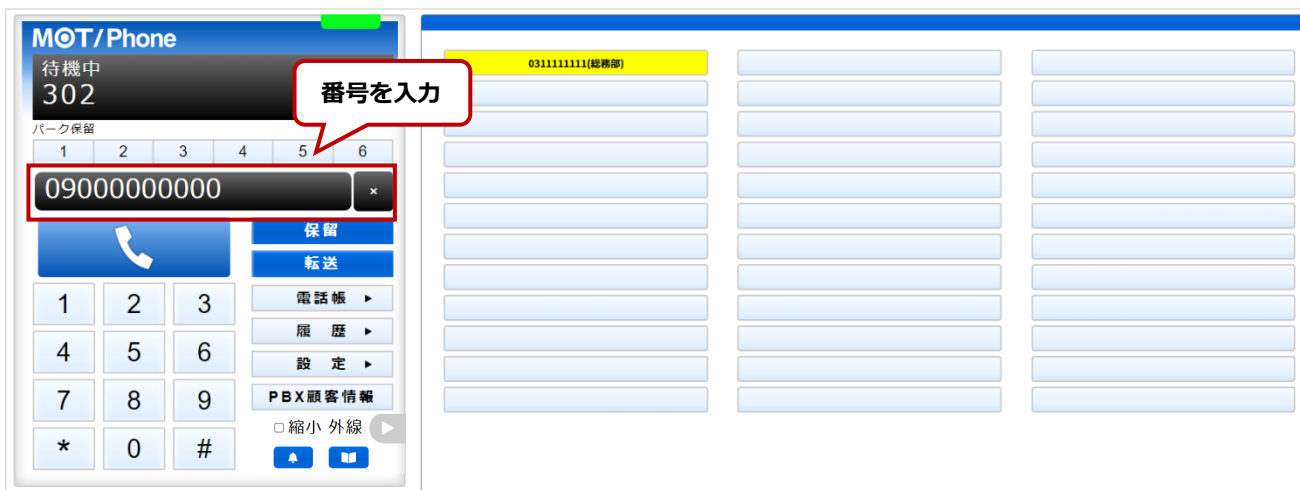 MOT/Phone
待機中
302
番号を入力
パーク保留
1 2 3 4 5 6
09000000000 ×
保留
転送
1 2 3
電話帳 ▶
履 歴 ▶
4 5 6
設 定 ▶
7 8 9
PBX顧客情報
縮小 外線
* 0 #
0311111111(総務部)